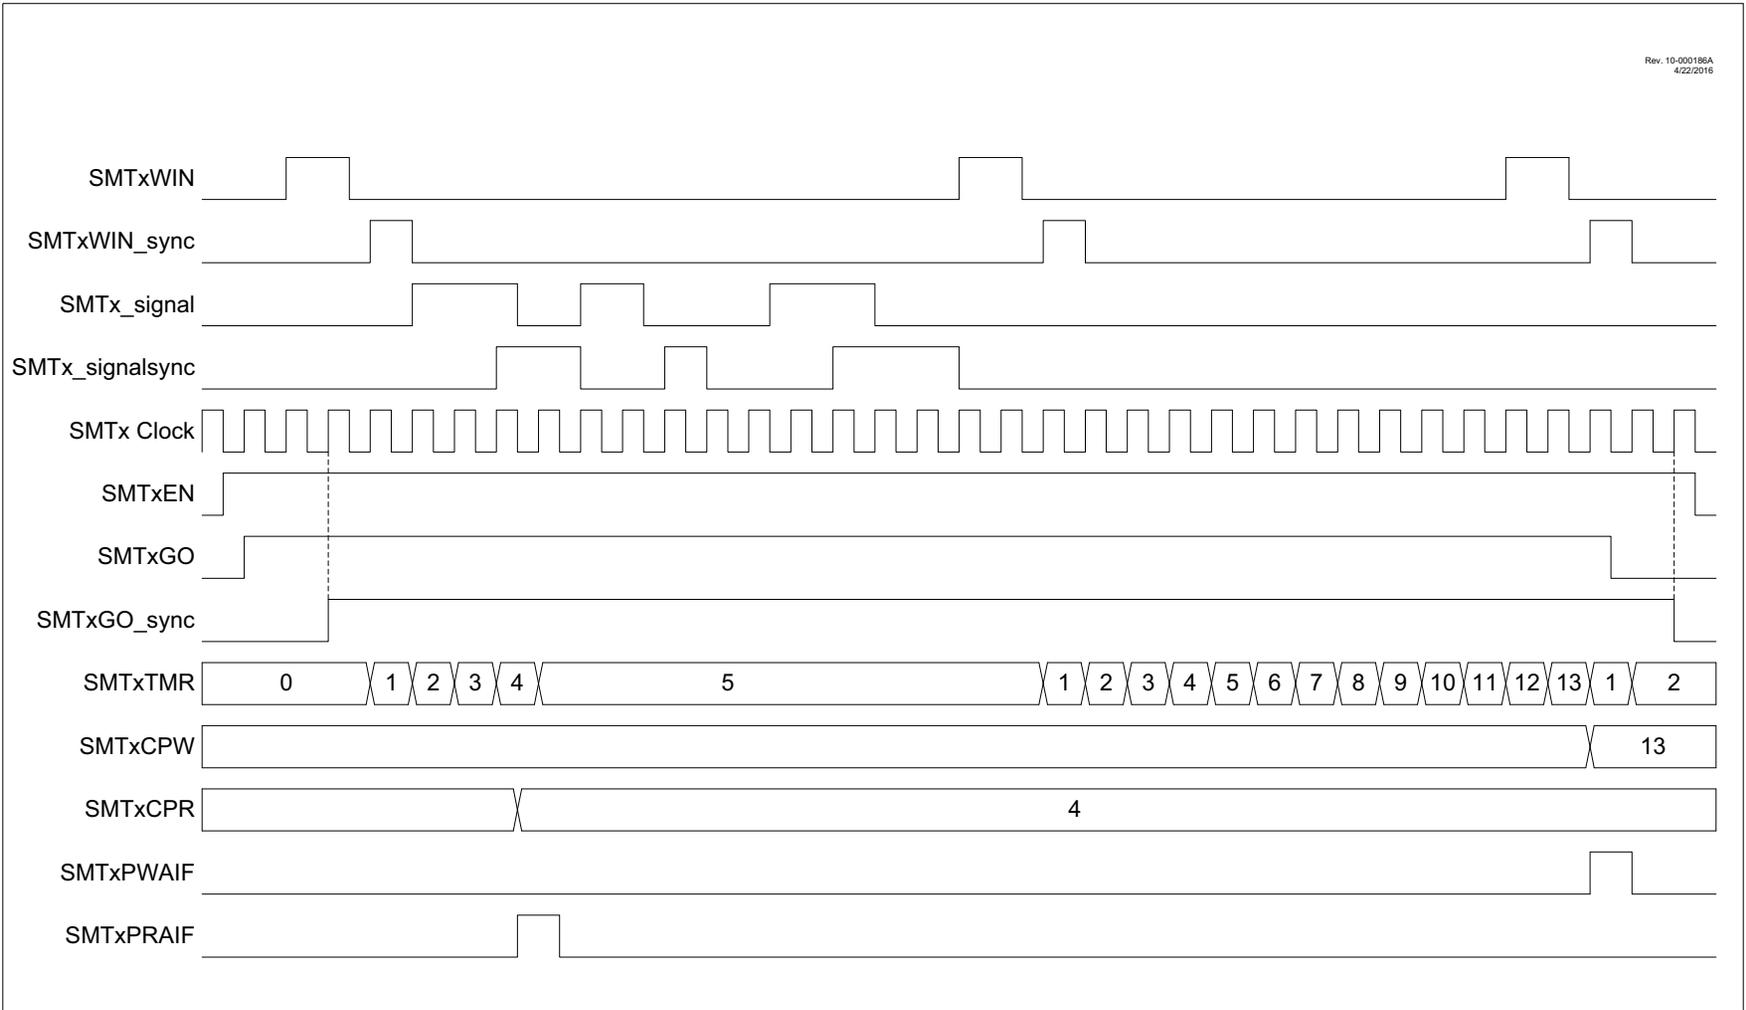 Rev. 10-000186A
4/22/2016
SMTxWIN
SMTxWIN_sync
SMTx_signal
SMTx_signalsync
SMTx Clock
SMTxEN
SMTxGO
SMTxGO_sync
SMTxTMR 0 1 2 3 4 5 1 2 3 4 5 6 7 8 9 10 11 12 13 1 2
SMTxCPW 13
SMTxCPR 4
SMTxPWAIF
SMTxPRAIF